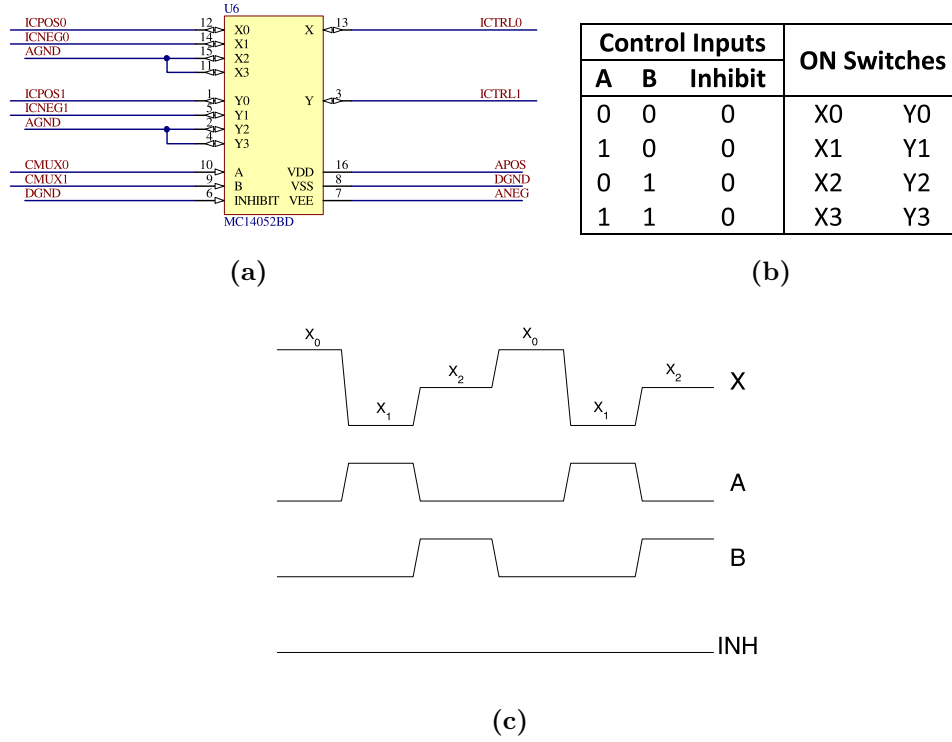 U6
ICPOS0 12 X0 X 13 ICTRL0
ICNEG0 14 X1
AGND 15 X2
11 X3
ICPOS1 1 Y0 Y 3 ICTRL1
ICNEG1 5 Y1
AGND 2 Y2
4 Y3
CMUX0 10 A VDD 16 APOS
CMUX1 9 B VSS 8 DGND
DGND 6 INHIBIT VEE 7 ANEG
MC14052BD
(a)
Control Inputs ON Switches
A B Inhibit
0 0 0 X0 Y0
1 0 0 X1 Y1
0 1 0 X2 Y2
1 1 0 X3 Y3
(b)
X0 X1 X2 X0 X1 X2 X
A
B
INH
(c)